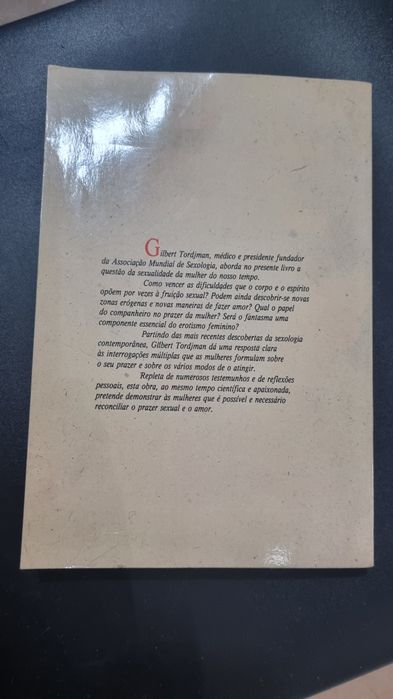 Gilbert Tordjman, médico e presidente fundador
da Associação Mundial de Sexologia, aborda no presente livro a
questão da sexualidade da mulher do nosso tempo.
Como vencer as dificuldades que o corpo e o espírito
opõem por vezes à fruição sexual? Podem ainda descobrir-se novas
zonas erógenas e novas maneiras de fazer amor? Qual o papel
do companheiro no prazer da mulher? Será o fantasma uma
componente essencial do erotismo feminino?
Partindo das mais recentes descobertas da sexologia
contemporânea, Gilbert Tordjman dá uma resposta clara
às interrogações múltiplas que as mulheres formulam sobre
o seu prazer e sobre os vários modos de o atingir.
Repleta de numerosos testemunhos e de reflexões
pessoais, esta obra, ao mesmo tempo científica e apaixonada,
pretende demonstrar às mulheres que é possível e necessário
reconciliar o prazer sexual e o amor.